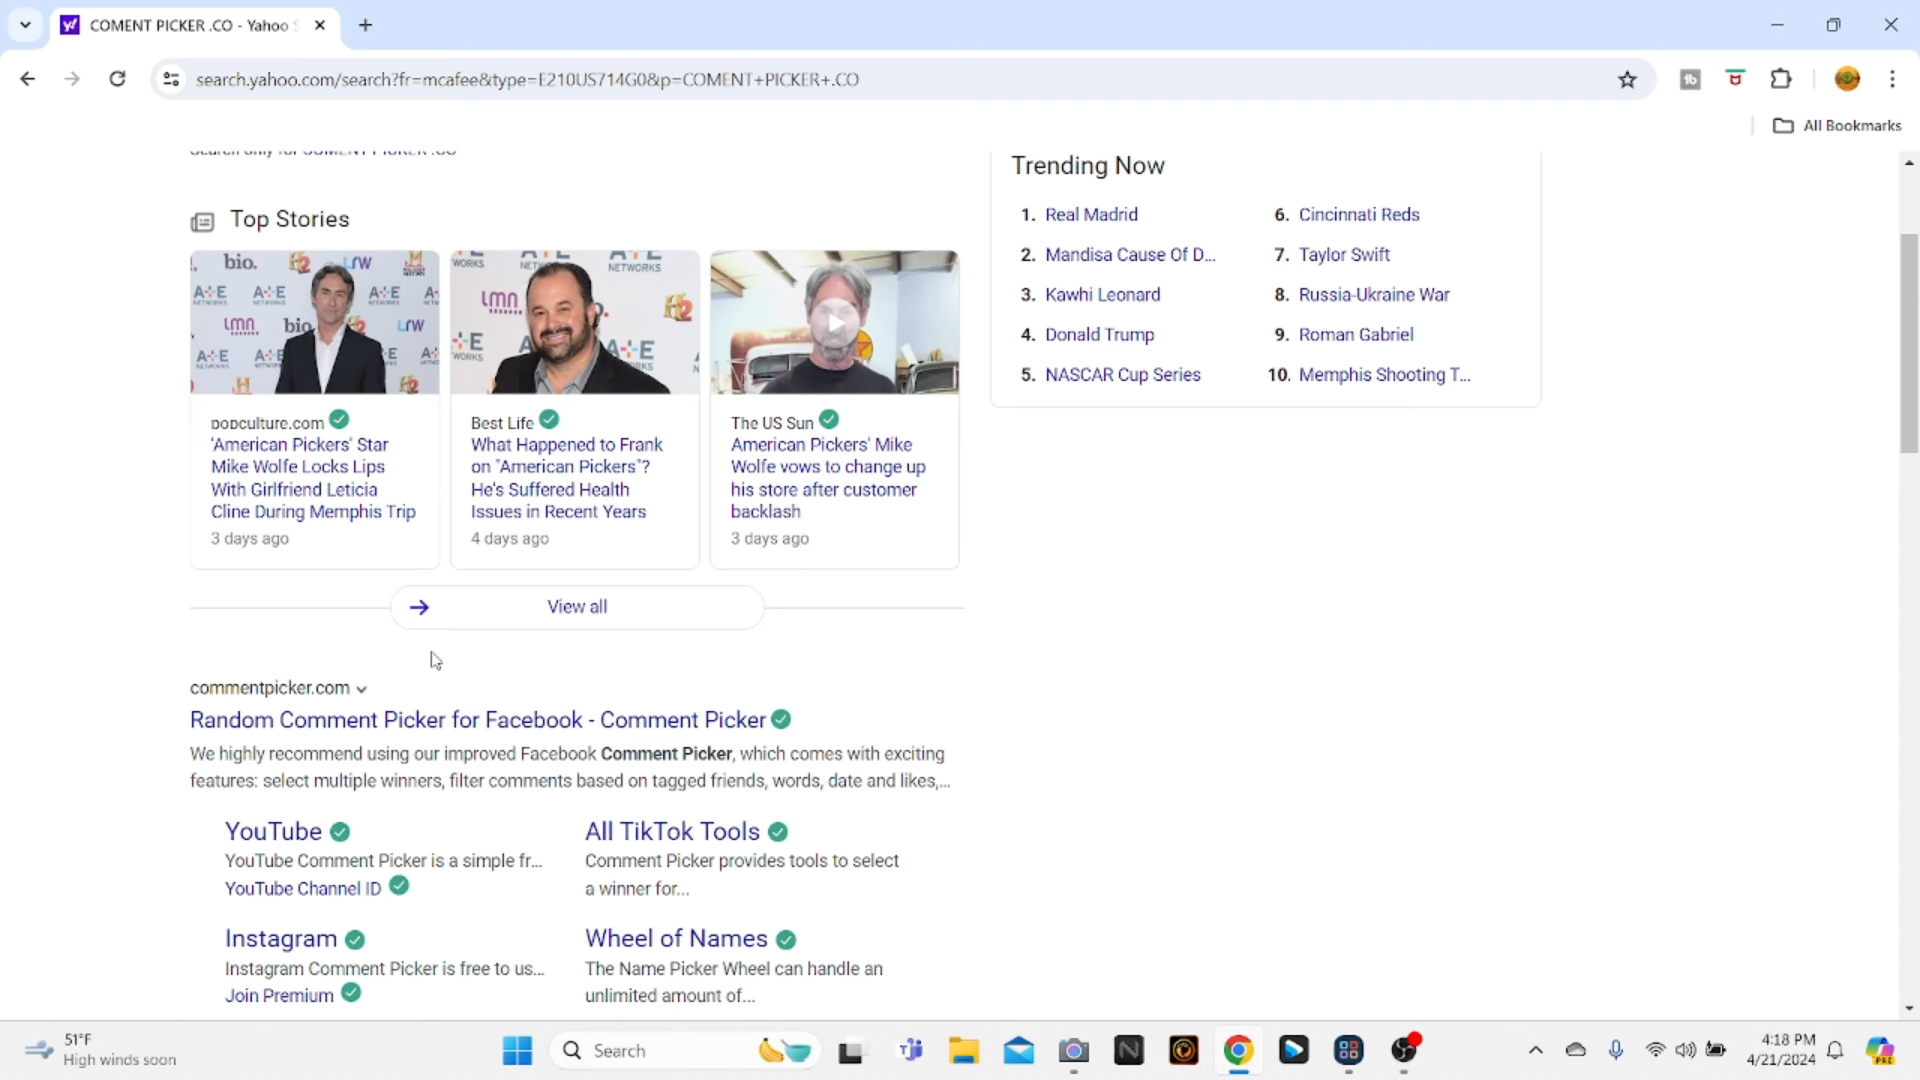 COMENT PICKER .CO - Yahoo S
search.yahoo.com/search?fr=mcafee&type=E210US714G0&p=COMENT+PICKER+.CO
All Bookmarks
Search only for COMENT PICKER .CO
Top Stories
popculture.com
'American Pickers' Star
Mike Wolfe Locks Lips
With Girlfriend Leticia
Cline During Memphis Trip
3 days ago
Best Life
What Happened to Frank
on "American Pickers"?
He's Suffered Health
Issues in Recent Years
4 days ago
The US Sun
American Pickers' Mike
Wolfe vows to change up
his store after customer
backlash
3 days ago
View all
Trending Now
1. Real Madrid
2. Mandisa Cause Of D...
3. Kawhi Leonard
4. Donald Trump
5. NASCAR Cup Series
6. Cincinnati Reds
7. Taylor Swift
8. Russia-Ukraine War
9. Roman Gabriel
10. Memphis Shooting T...
commentpicker.com
Random Comment Picker for Facebook - Comment Picker
We highly recommend using our improved Facebook Comment Picker, which comes with exciting
features: select multiple winners, filter comments based on tagged friends, words, date and likes,...
YouTube
YouTube Comment Picker is a simple fr...
YouTube Channel ID
All TikTok Tools
Comment Picker provides tools to select
a winner for...
Instagram
Instagram Comment Picker is free to us...
Join Premium
Wheel of Names
The Name Picker Wheel can handle an
unlimited amount of...
51°F
High winds soon
Search
4:18 PM
4/21/2024